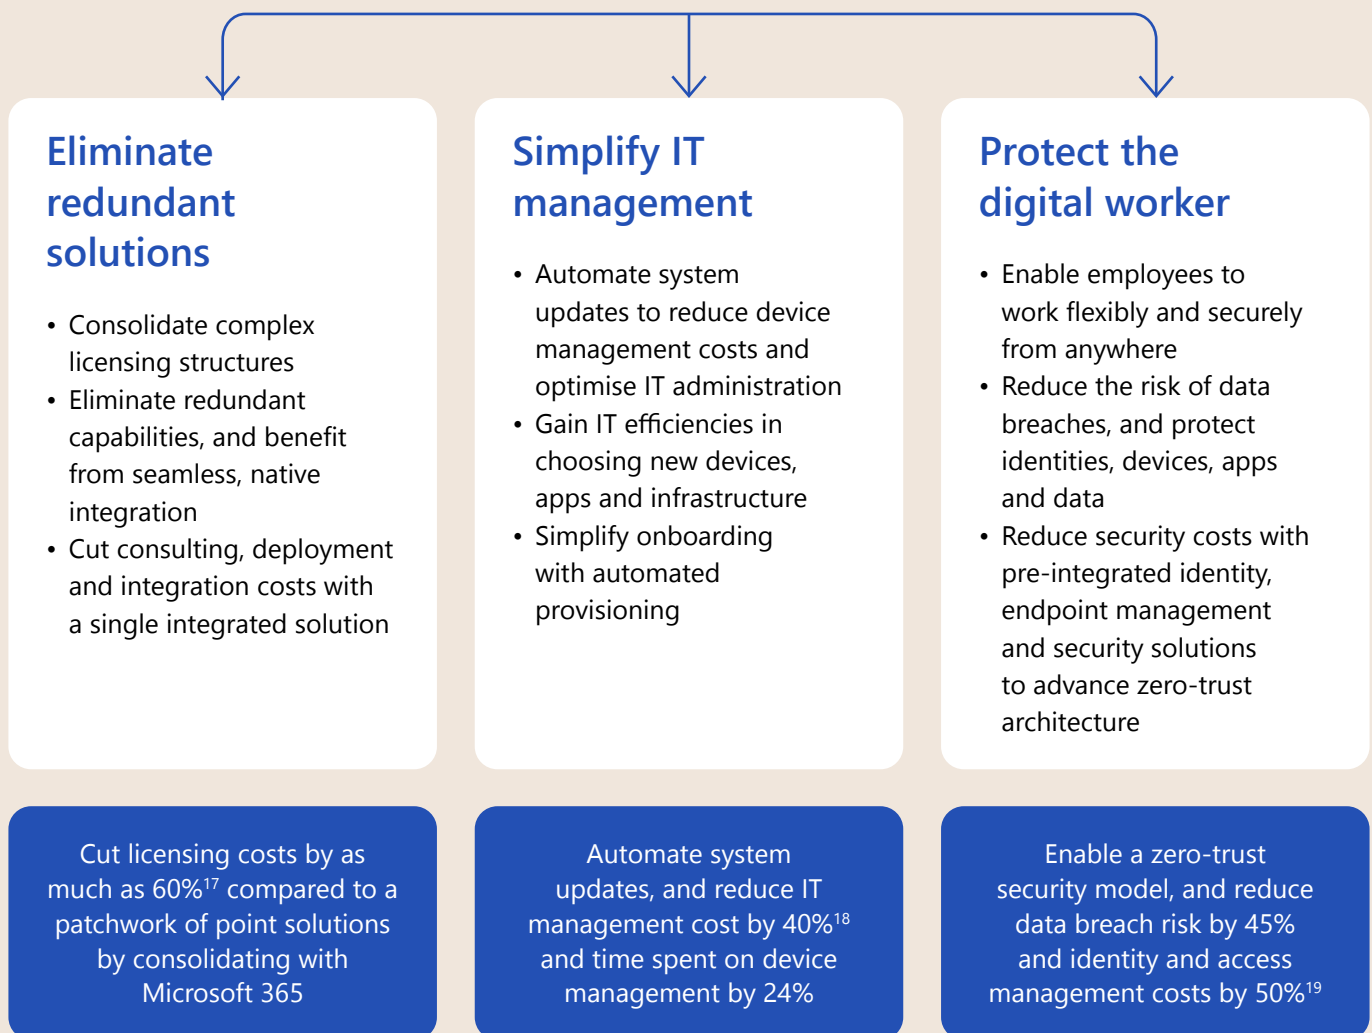 Eliminate
redundant
solutions
• Consolidate complex
licensing structures
• Eliminate redundant
capabilities, and benefit
from seamless, native
integration
• Cut consulting, deployment
and integration costs with
a single integrated solution
Cut licensing costs by as
much as 60%¹⁷ compared to a
patchwork of point solutions
by consolidating with
Microsoft 365
Simplify IT
management
• Automate system
updates to reduce device
management costs and
optimise IT administration
• Gain IT efficiencies in
choosing new devices,
apps and infrastructure
• Simplify onboarding
with automated
provisioning
Automate system
updates, and reduce IT
management cost by 40%¹⁸
and time spent on device
management by 24%
Protect the
digital worker
• Enable employees to
work flexibly and securely
from anywhere
• Reduce the risk of data
breaches, and protect
identities, devices, apps
and data
• Reduce security costs with
pre-integrated identity,
endpoint management
and security solutions
to advance zero-trust
architecture
Enable a zero-trust
security model, and reduce
data breach risk by 45%
and identity and access
management costs by 50%¹⁹